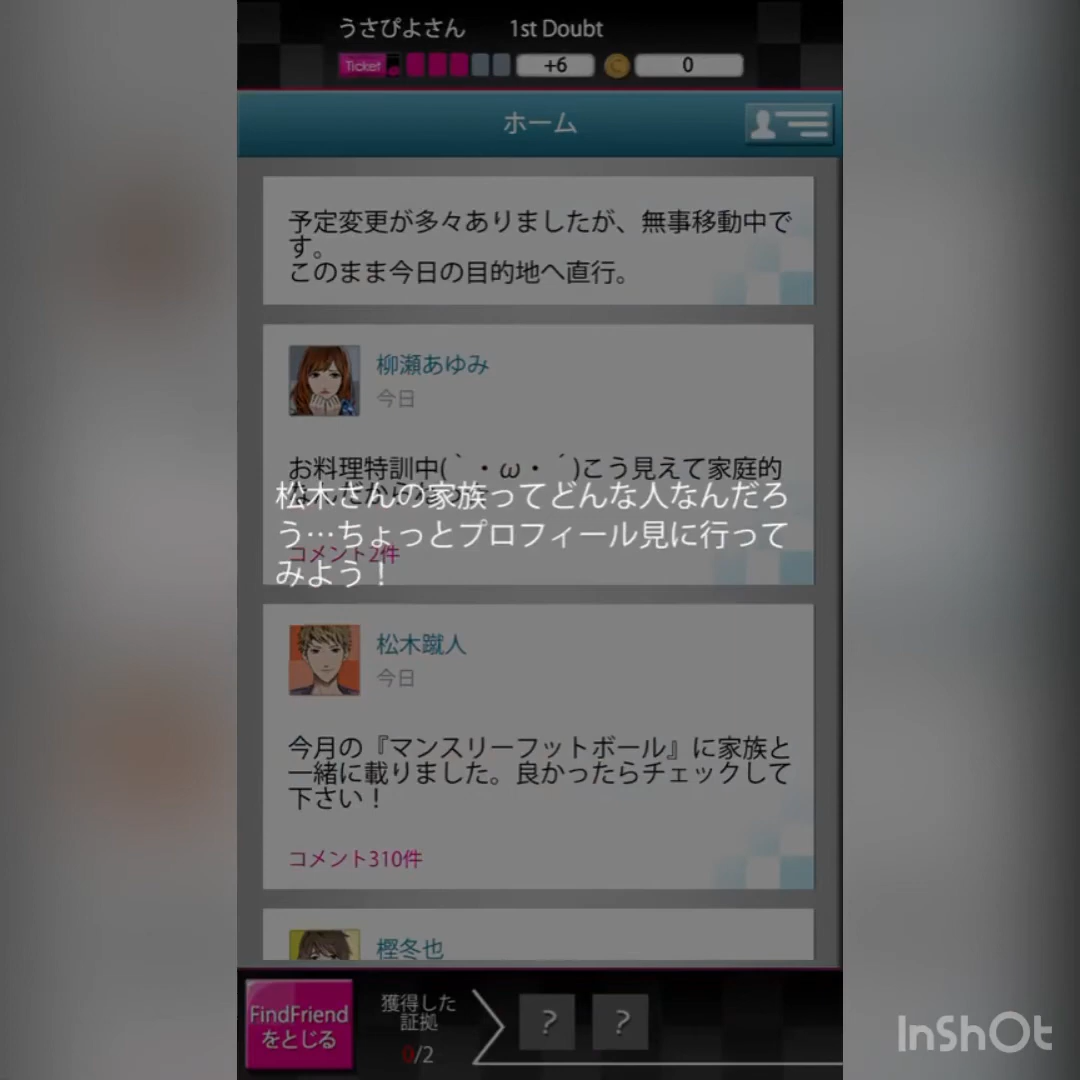 うさぴよさん 1st Doubt
Ticket +6 C 0
ホーム
予定変更が多々ありましたが、無事移動中で
す。
このまま今日の目的地へ直行。
柳瀬あゆみ
今日
お料理特訓中(｀・ω・´)こう見えて家庭的
松木さんの家族ってどんな人なんだろ
う…ちょっとプロフィール見に行って
コメント2件
みよう！
松木蹴人
今日
今月の『マンスリーフットボール』に家族と
一緒に載りました。良かったらチェックして
下さい！
コメント310件
樫冬也
FindFriend
をとじる
獲得した
証拠
0/2
?
?
InShOt